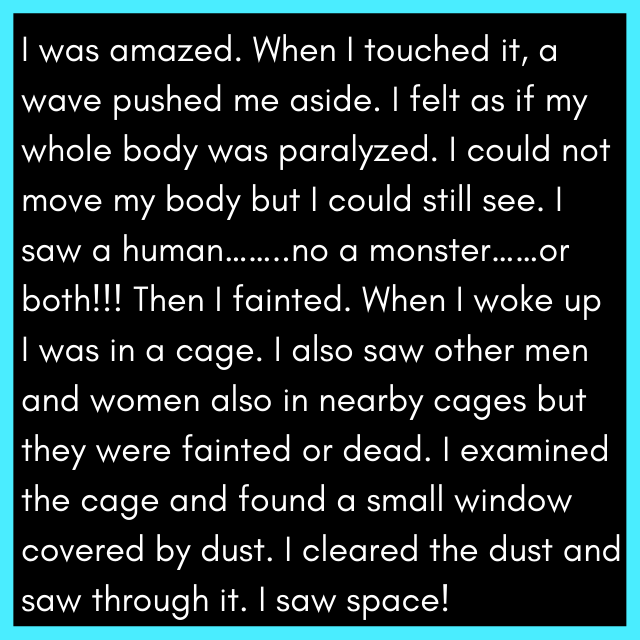 I was amazed. When I touched it, a
wave pushed me aside. I felt as if my
whole body was paralyzed. I could not
move my body but I could still see. I
saw a human……..no a monster……or
both!!! Then I fainted. When I woke up
I was in a cage. I also saw other men
and women also in nearby cages but
they were fainted or dead. I examined
the cage and found a small window
covered by dust. I cleared the dust and
saw through it. I saw space!